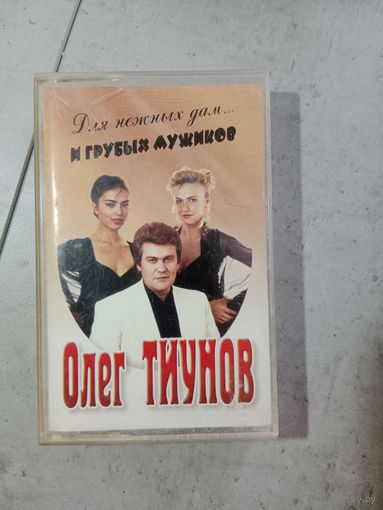 Для нежных дам...
И ГРУБЫХ МУЖИКОВ
Олег ТИУНОВ